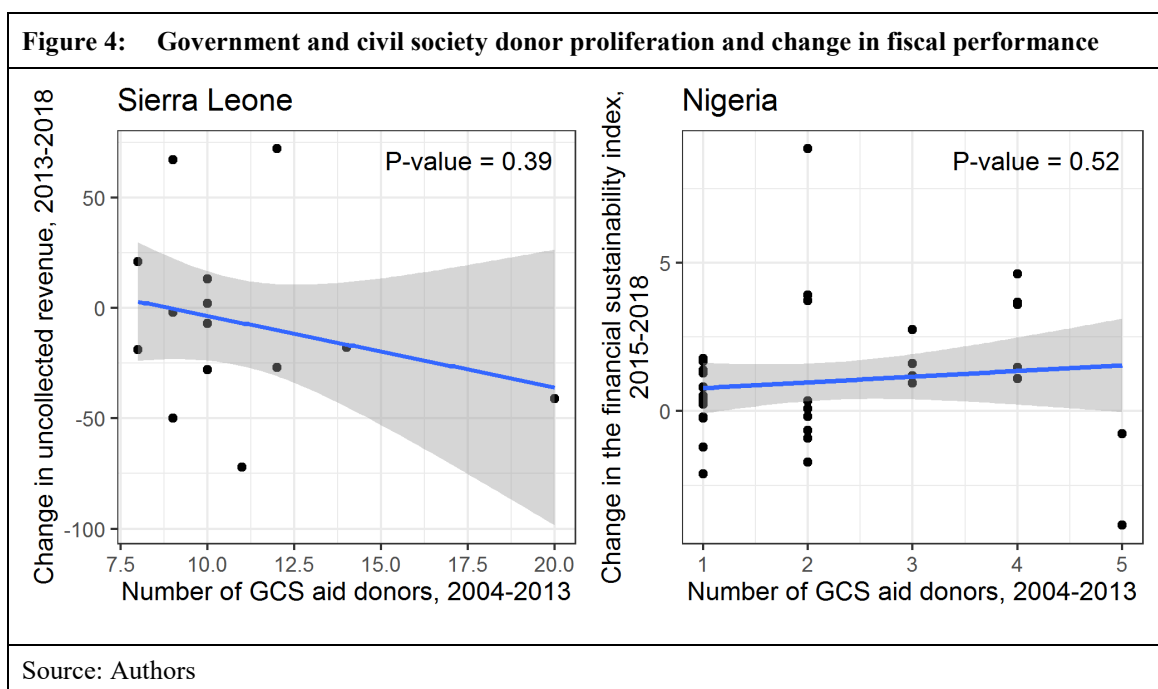 Figure 4: Government and civil society donor proliferation and change in fiscal performance
Sierra Leone
P-value = 0.39
Change in uncollected revenue, 2013-2018
50
0
-50
-100
7.5 10.0 12.5 15.0 17.5 20.0
Number of GCS aid donors, 2004-2013
Nigeria
P-value = 0.52
Change in the financial sustainability index,
2015-2018
5
0
1 2 3 4 5
Number of GCS aid donors, 2004-2013
Source: Authors